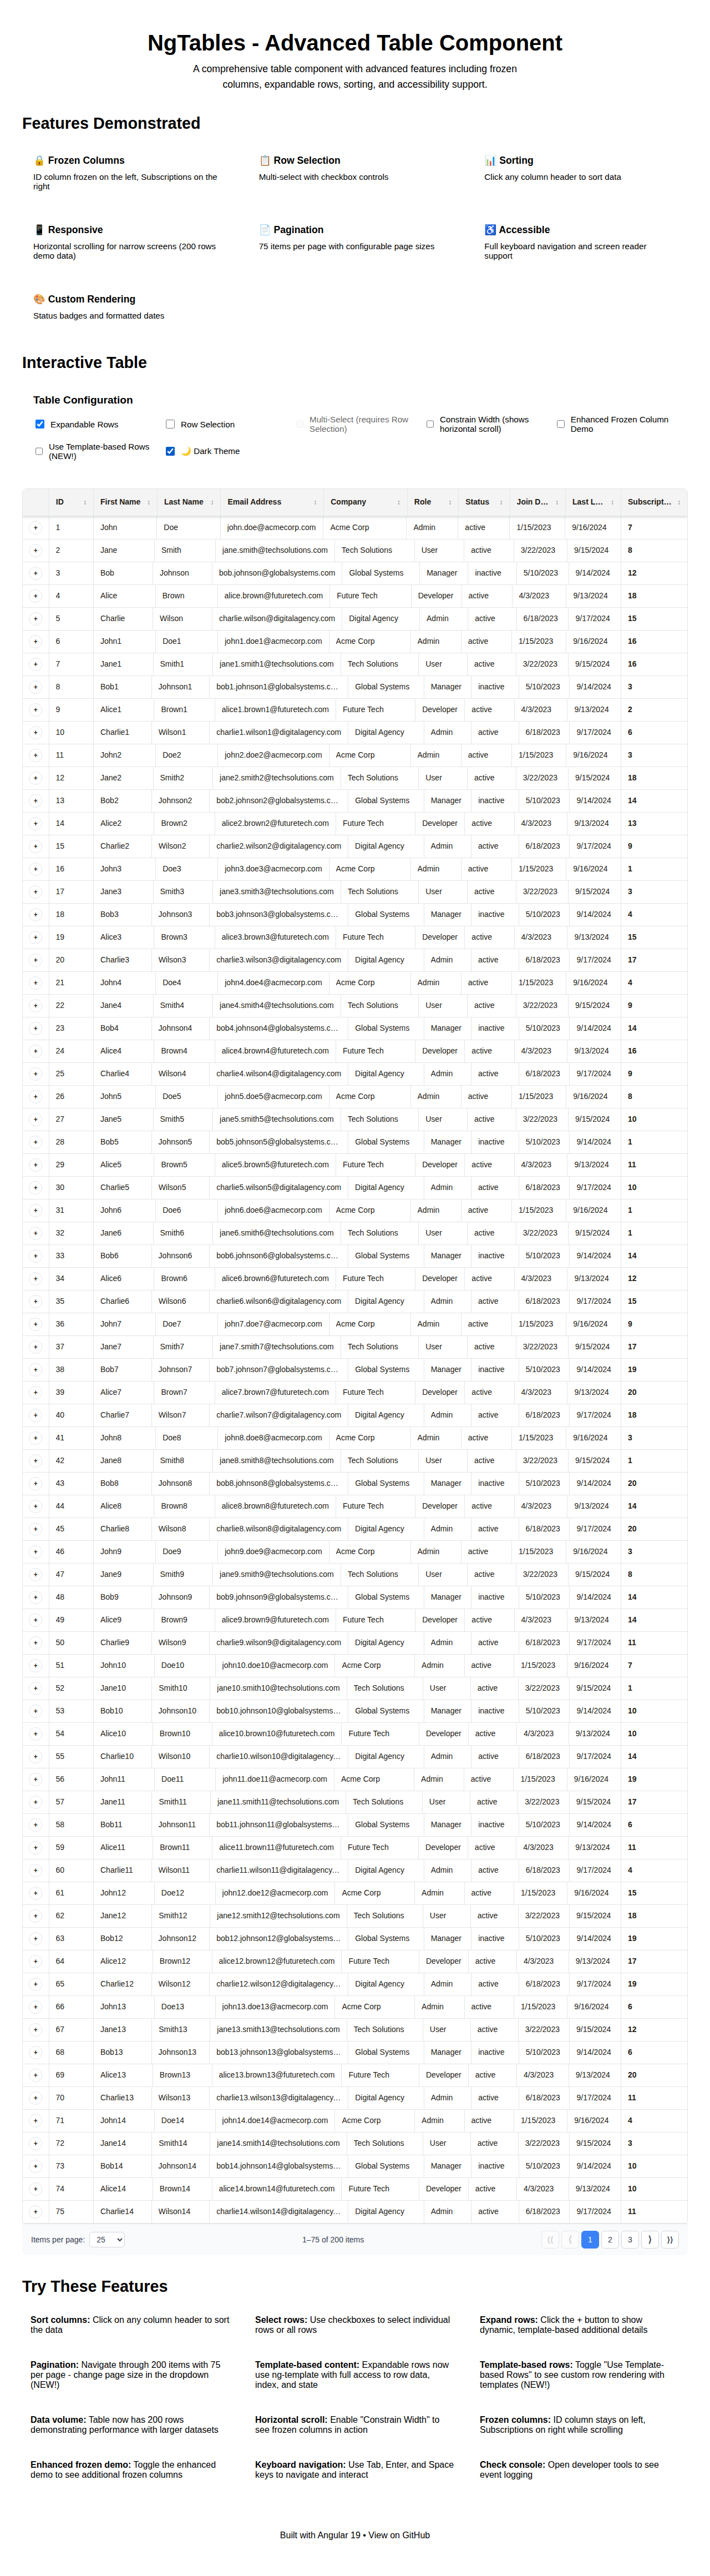 NgTables - Advanced Table Component
A comprehensive table component with advanced features including frozen
columns, expandable rows, sorting, and accessibility support.
Features Demonstrated
🔒 Frozen Columns
ID column frozen on the left, Subscriptions on the
right
📋 Row Selection
Multi-select with checkbox controls
📊 Sorting
Click any column header to sort data
📱 Responsive
Horizontal scrolling for narrow screens (200 rows
demo data)
📄 Pagination
75 items per page with configurable page sizes
♿ Accessible
Full keyboard navigation and screen reader
support
🎨 Custom Rendering
Status badges and formatted dates
Interactive Table
Table Configuration
Expandable Rows
Row Selection
Multi-Select (requires Row
Selection)
Constrain Width (shows
horizontal scroll)
Enhanced Frozen Column
Demo
Use Template-based Rows
(NEW!)
🌙 Dark Theme
ID ↕ First Name ↕ Last Name ↕ Email Address ↕ Company ↕ Role ↕ Status ↕ Join D… ↕ Last L… ↕ Subscript… ↕
+ 1 John Doe john.doe@acmecorp.com Acme Corp Admin active 1/15/2023 9/16/2024 7
+ 2 Jane Smith jane.smith@techsolutions.com Tech Solutions User active 3/22/2023 9/15/2024 8
+ 3 Bob Johnson bob.johnson@globalsystems.com Global Systems Manager inactive 5/10/2023 9/14/2024 12
+ 4 Alice Brown alice.brown@futuretech.com Future Tech Developer active 4/3/2023 9/13/2024 18
+ 5 Charlie Wilson charlie.wilson@digitalagency.com Digital Agency Admin active 6/18/2023 9/17/2024 15
+ 6 John1 Doe1 john1.doe1@acmecorp.com Acme Corp Admin active 1/15/2023 9/16/2024 16
+ 7 Jane1 Smith1 jane1.smith1@techsolutions.com Tech Solutions User active 3/22/2023 9/15/2024 16
+ 8 Bob1 Johnson1 bob1.johnson1@globalsystems.c… Global Systems Manager inactive 5/10/2023 9/14/2024 3
+ 9 Alice1 Brown1 alice1.brown1@futuretech.com Future Tech Developer active 4/3/2023 9/13/2024 2
+ 10 Charlie1 Wilson1 charlie1.wilson1@digitalagency.com Digital Agency Admin active 6/18/2023 9/17/2024 6
+ 11 John2 Doe2 john2.doe2@acmecorp.com Acme Corp Admin active 1/15/2023 9/16/2024 3
+ 12 Jane2 Smith2 jane2.smith2@techsolutions.com Tech Solutions User active 3/22/2023 9/15/2024 18
+ 13 Bob2 Johnson2 bob2.johnson2@globalsystems.c… Global Systems Manager inactive 5/10/2023 9/14/2024 14
+ 14 Alice2 Brown2 alice2.brown2@futuretech.com Future Tech Developer active 4/3/2023 9/13/2024 13
+ 15 Charlie2 Wilson2 charlie2.wilson2@digitalagency.com Digital Agency Admin active 6/18/2023 9/17/2024 9
+ 16 John3 Doe3 john3.doe3@acmecorp.com Acme Corp Admin active 1/15/2023 9/16/2024 1
+ 17 Jane3 Smith3 jane3.smith3@techsolutions.com Tech Solutions User active 3/22/2023 9/15/2024 3
+ 18 Bob3 Johnson3 bob3.johnson3@globalsystems.c… Global Systems Manager inactive 5/10/2023 9/14/2024 4
+ 19 Alice3 Brown3 alice3.brown3@futuretech.com Future Tech Developer active 4/3/2023 9/13/2024 15
+ 20 Charlie3 Wilson3 charlie3.wilson3@digitalagency.com Digital Agency Admin active 6/18/2023 9/17/2024 17
+ 21 John4 Doe4 john4.doe4@acmecorp.com Acme Corp Admin active 1/15/2023 9/16/2024 4
+ 22 Jane4 Smith4 jane4.smith4@techsolutions.com Tech Solutions User active 3/22/2023 9/15/2024 9
+ 23 Bob4 Johnson4 bob4.johnson4@globalsystems.c… Global Systems Manager inactive 5/10/2023 9/14/2024 14
+ 24 Alice4 Brown4 alice4.brown4@futuretech.com Future Tech Developer active 4/3/2023 9/13/2024 16
+ 25 Charlie4 Wilson4 charlie4.wilson4@digitalagency.com Digital Agency Admin active 6/18/2023 9/17/2024 9
+ 26 John5 Doe5 john5.doe5@acmecorp.com Acme Corp Admin active 1/15/2023 9/16/2024 8
+ 27 Jane5 Smith5 jane5.smith5@techsolutions.com Tech Solutions User active 3/22/2023 9/15/2024 10
+ 28 Bob5 Johnson5 bob5.johnson5@globalsystems.c… Global Systems Manager inactive 5/10/2023 9/14/2024 1
+ 29 Alice5 Brown5 alice5.brown5@futuretech.com Future Tech Developer active 4/3/2023 9/13/2024 11
+ 30 Charlie5 Wilson5 charlie5.wilson5@digitalagency.com Digital Agency Admin active 6/18/2023 9/17/2024 10
+ 31 John6 Doe6 john6.doe6@acmecorp.com Acme Corp Admin active 1/15/2023 9/16/2024 1
+ 32 Jane6 Smith6 jane6.smith6@techsolutions.com Tech Solutions User active 3/22/2023 9/15/2024 1
+ 33 Bob6 Johnson6 bob6.johnson6@globalsystems.c… Global Systems Manager inactive 5/10/2023 9/14/2024 14
+ 34 Alice6 Brown6 alice6.brown6@futuretech.com Future Tech Developer active 4/3/2023 9/13/2024 12
+ 35 Charlie6 Wilson6 charlie6.wilson6@digitalagency.com Digital Agency Admin active 6/18/2023 9/17/2024 15
+ 36 John7 Doe7 john7.doe7@acmecorp.com Acme Corp Admin active 1/15/2023 9/16/2024 9
+ 37 Jane7 Smith7 jane7.smith7@techsolutions.com Tech Solutions User active 3/22/2023 9/15/2024 17
+ 38 Bob7 Johnson7 bob7.johnson7@globalsystems.c… Global Systems Manager inactive 5/10/2023 9/14/2024 19
+ 39 Alice7 Brown7 alice7.brown7@futuretech.com Future Tech Developer active 4/3/2023 9/13/2024 20
+ 40 Charlie7 Wilson7 charlie7.wilson7@digitalagency.com Digital Agency Admin active 6/18/2023 9/17/2024 18
+ 41 John8 Doe8 john8.doe8@acmecorp.com Acme Corp Admin active 1/15/2023 9/16/2024 3
+ 42 Jane8 Smith8 jane8.smith8@techsolutions.com Tech Solutions User active 3/22/2023 9/15/2024 1
+ 43 Bob8 Johnson8 bob8.johnson8@globalsystems.c… Global Systems Manager inactive 5/10/2023 9/14/2024 20
+ 44 Alice8 Brown8 alice8.brown8@futuretech.com Future Tech Developer active 4/3/2023 9/13/2024 14
+ 45 Charlie8 Wilson8 charlie8.wilson8@digitalagency.com Digital Agency Admin active 6/18/2023 9/17/2024 20
+ 46 John9 Doe9 john9.doe9@acmecorp.com Acme Corp Admin active 1/15/2023 9/16/2024 3
+ 47 Jane9 Smith9 jane9.smith9@techsolutions.com Tech Solutions User active 3/22/2023 9/15/2024 8
+ 48 Bob9 Johnson9 bob9.johnson9@globalsystems.c… Global Systems Manager inactive 5/10/2023 9/14/2024 14
+ 49 Alice9 Brown9 alice9.brown9@futuretech.com Future Tech Developer active 4/3/2023 9/13/2024 14
+ 50 Charlie9 Wilson9 charlie9.wilson9@digitalagency.com Digital Agency Admin active 6/18/2023 9/17/2024 11
+ 51 John10 Doe10 john10.doe10@acmecorp.com Acme Corp Admin active 1/15/2023 9/16/2024 7
+ 52 Jane10 Smith10 jane10.smith10@techsolutions.com Tech Solutions User active 3/22/2023 9/15/2024 1
+ 53 Bob10 Johnson10 bob10.johnson10@globalsystems… Global Systems Manager inactive 5/10/2023 9/14/2024 10
+ 54 Alice10 Brown10 alice10.brown10@futuretech.com Future Tech Developer active 4/3/2023 9/13/2024 10
+ 55 Charlie10 Wilson10 charlie10.wilson10@digitalagency… Digital Agency Admin active 6/18/2023 9/17/2024 14
+ 56 John11 Doe11 john11.doe11@acmecorp.com Acme Corp Admin active 1/15/2023 9/16/2024 19
+ 57 Jane11 Smith11 jane11.smith11@techsolutions.com Tech Solutions User active 3/22/2023 9/15/2024 17
+ 58 Bob11 Johnson11 bob11.johnson11@globalsystems… Global Systems Manager inactive 5/10/2023 9/14/2024 6
+ 59 Alice11 Brown11 alice11.brown11@futuretech.com Future Tech Developer active 4/3/2023 9/13/2024 11
+ 60 Charlie11 Wilson11 charlie11.wilson11@digitalagency… Digital Agency Admin active 6/18/2023 9/17/2024 4
+ 61 John12 Doe12 john12.doe12@acmecorp.com Acme Corp Admin active 1/15/2023 9/16/2024 15
+ 62 Jane12 Smith12 jane12.smith12@techsolutions.com Tech Solutions User active 3/22/2023 9/15/2024 18
+ 63 Bob12 Johnson12 bob12.johnson12@globalsystems… Global Systems Manager inactive 5/10/2023 9/14/2024 19
+ 64 Alice12 Brown12 alice12.brown12@futuretech.com Future Tech Developer active 4/3/2023 9/13/2024 17
+ 65 Charlie12 Wilson12 charlie12.wilson12@digitalagency… Digital Agency Admin active 6/18/2023 9/17/2024 19
+ 66 John13 Doe13 john13.doe13@acmecorp.com Acme Corp Admin active 1/15/2023 9/16/2024 6
+ 67 Jane13 Smith13 jane13.smith13@techsolutions.com Tech Solutions User active 3/22/2023 9/15/2024 12
+ 68 Bob13 Johnson13 bob13.johnson13@globalsystems… Global Systems Manager inactive 5/10/2023 9/14/2024 6
+ 69 Alice13 Brown13 alice13.brown13@futuretech.com Future Tech Developer active 4/3/2023 9/13/2024 20
+ 70 Charlie13 Wilson13 charlie13.wilson13@digitalagency… Digital Agency Admin active 6/18/2023 9/17/2024 11
+ 71 John14 Doe14 john14.doe14@acmecorp.com Acme Corp Admin active 1/15/2023 9/16/2024 4
+ 72 Jane14 Smith14 jane14.smith14@techsolutions.com Tech Solutions User active 3/22/2023 9/15/2024 3
+ 73 Bob14 Johnson14 bob14.johnson14@globalsystems… Global Systems Manager inactive 5/10/2023 9/14/2024 10
+ 74 Alice14 Brown14 alice14.brown14@futuretech.com Future Tech Developer active 4/3/2023 9/13/2024 10
+ 75 Charlie14 Wilson14 charlie14.wilson14@digitalagency… Digital Agency Admin active 6/18/2023 9/17/2024 11
Items per page: 25 1–75 of 200 items ⟨⟨ ⟨ 1 2 3 ⟩ ⟩⟩
Try These Features
Sort columns: Click on any column header to sort
the data
Select rows: Use checkboxes to select individual
rows or all rows
Expand rows: Click the + button to show
dynamic, template-based additional details
Pagination: Navigate through 200 items with 75
per page - change page size in the dropdown
(NEW!)
Template-based content: Expandable rows now
use ng-template with full access to row data,
index, and state
Template-based rows: Toggle "Use Template-
based Rows" to see custom row rendering with
templates (NEW!)
Data volume: Table now has 200 rows
demonstrating performance with larger datasets
Horizontal scroll: Enable "Constrain Width" to
see frozen columns in action
Frozen columns: ID column stays on left,
Subscriptions on right while scrolling
Enhanced frozen demo: Toggle the enhanced
demo to see additional frozen columns
Keyboard navigation: Use Tab, Enter, and Space
keys to navigate and interact
Check console: Open developer tools to see
event logging
Built with Angular 19 • View on GitHub